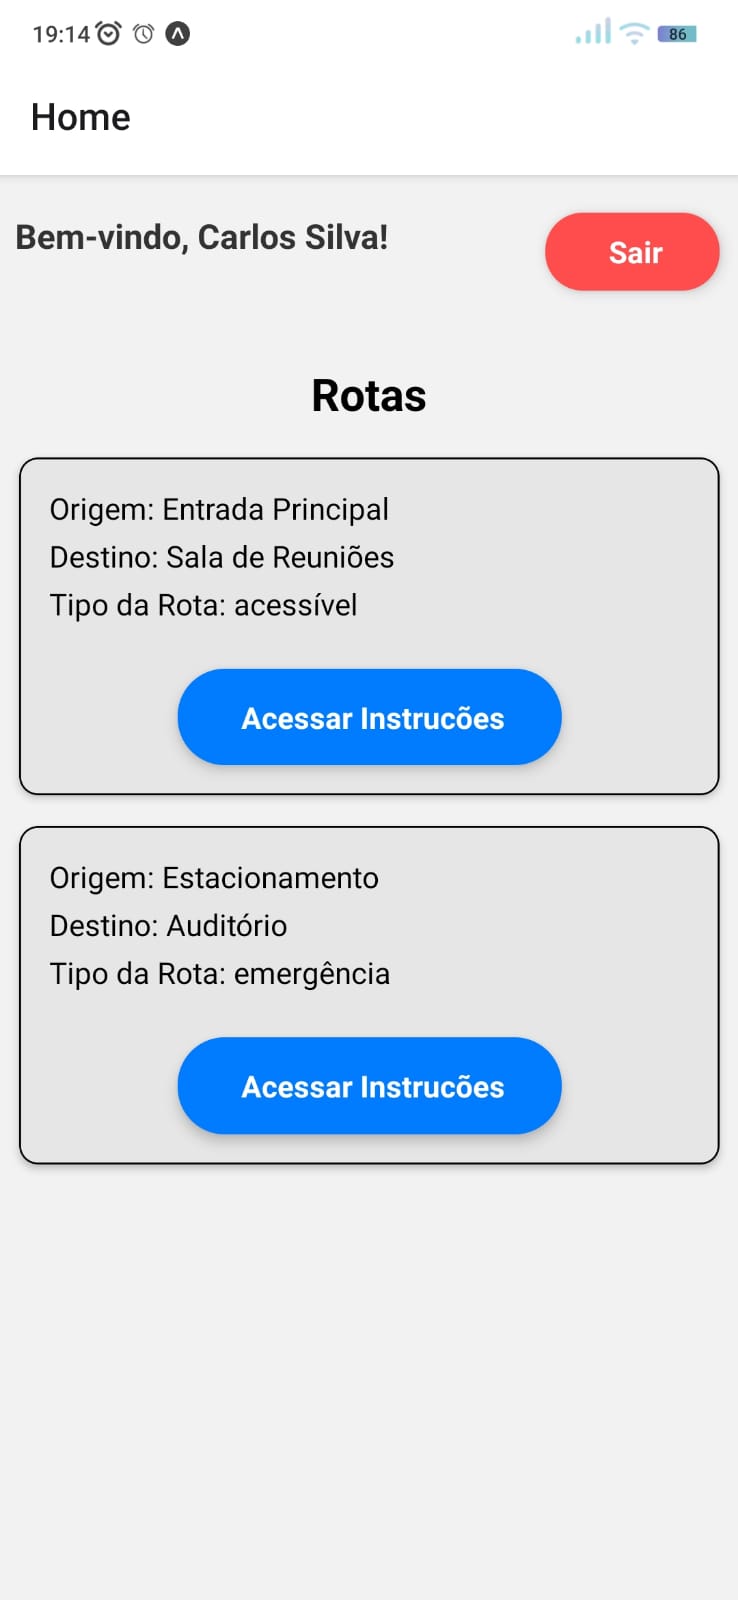 19:14
86
Home
Bem-vindo, Carlos Silva!
Sair
Rotas
Origem: Entrada Principal
Destino: Sala de Reuniões
Tipo da Rota: acessível
Acessar Instrucões
Origem: Estacionamento
Destino: Auditório
Tipo da Rota: emergência
Acessar Instrucões